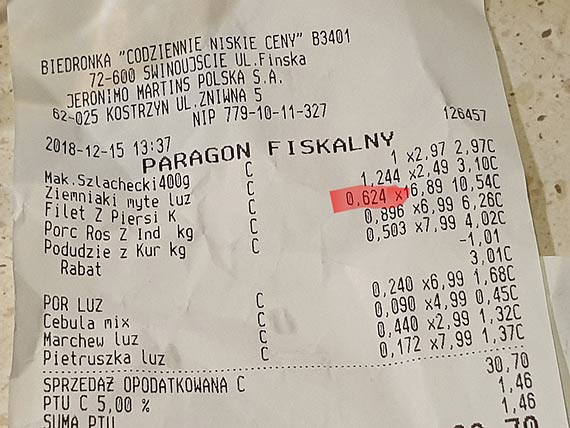 BIEDRONKA "CODZIENNIE NISKIE CENY" B3401
72-600 SWINOUJSCIE UL.Finska
JERONIMO MARTINS POLSKA S.A.
62-025 KOSTRZYN UL.ZNIWNA 5
NIP 779-10-11-327
2018-12-15 13:37 126457
PARAGON FISKALNY
Mak.Szlachecki400g C 1 x2,97 2,97C
Ziemniaki myte luz C 1,244 x2,49 3,10C
Filet Z Piersi K C 0,624 x16,89 10,54C
Porc Ros Z Ind kg C 0,896 x6,99 6,26C
Podudzie z Kur kg C 0,503 x7,99 4,02C
Rabat -1,01
3,01C
POR LUZ C 0,240 x6,99 1,68C
Cebula mix C 0,090 x4,99 0,45C
Marchew luz C 0,440 x2,99 1,32C
Pietruszka luz C 0,172 x7,99 1,37C
SPRZEDAŻ OPODATKOWANA C 30,70
PTU C 5,00 % 1,46
SUMA PTU 1,46